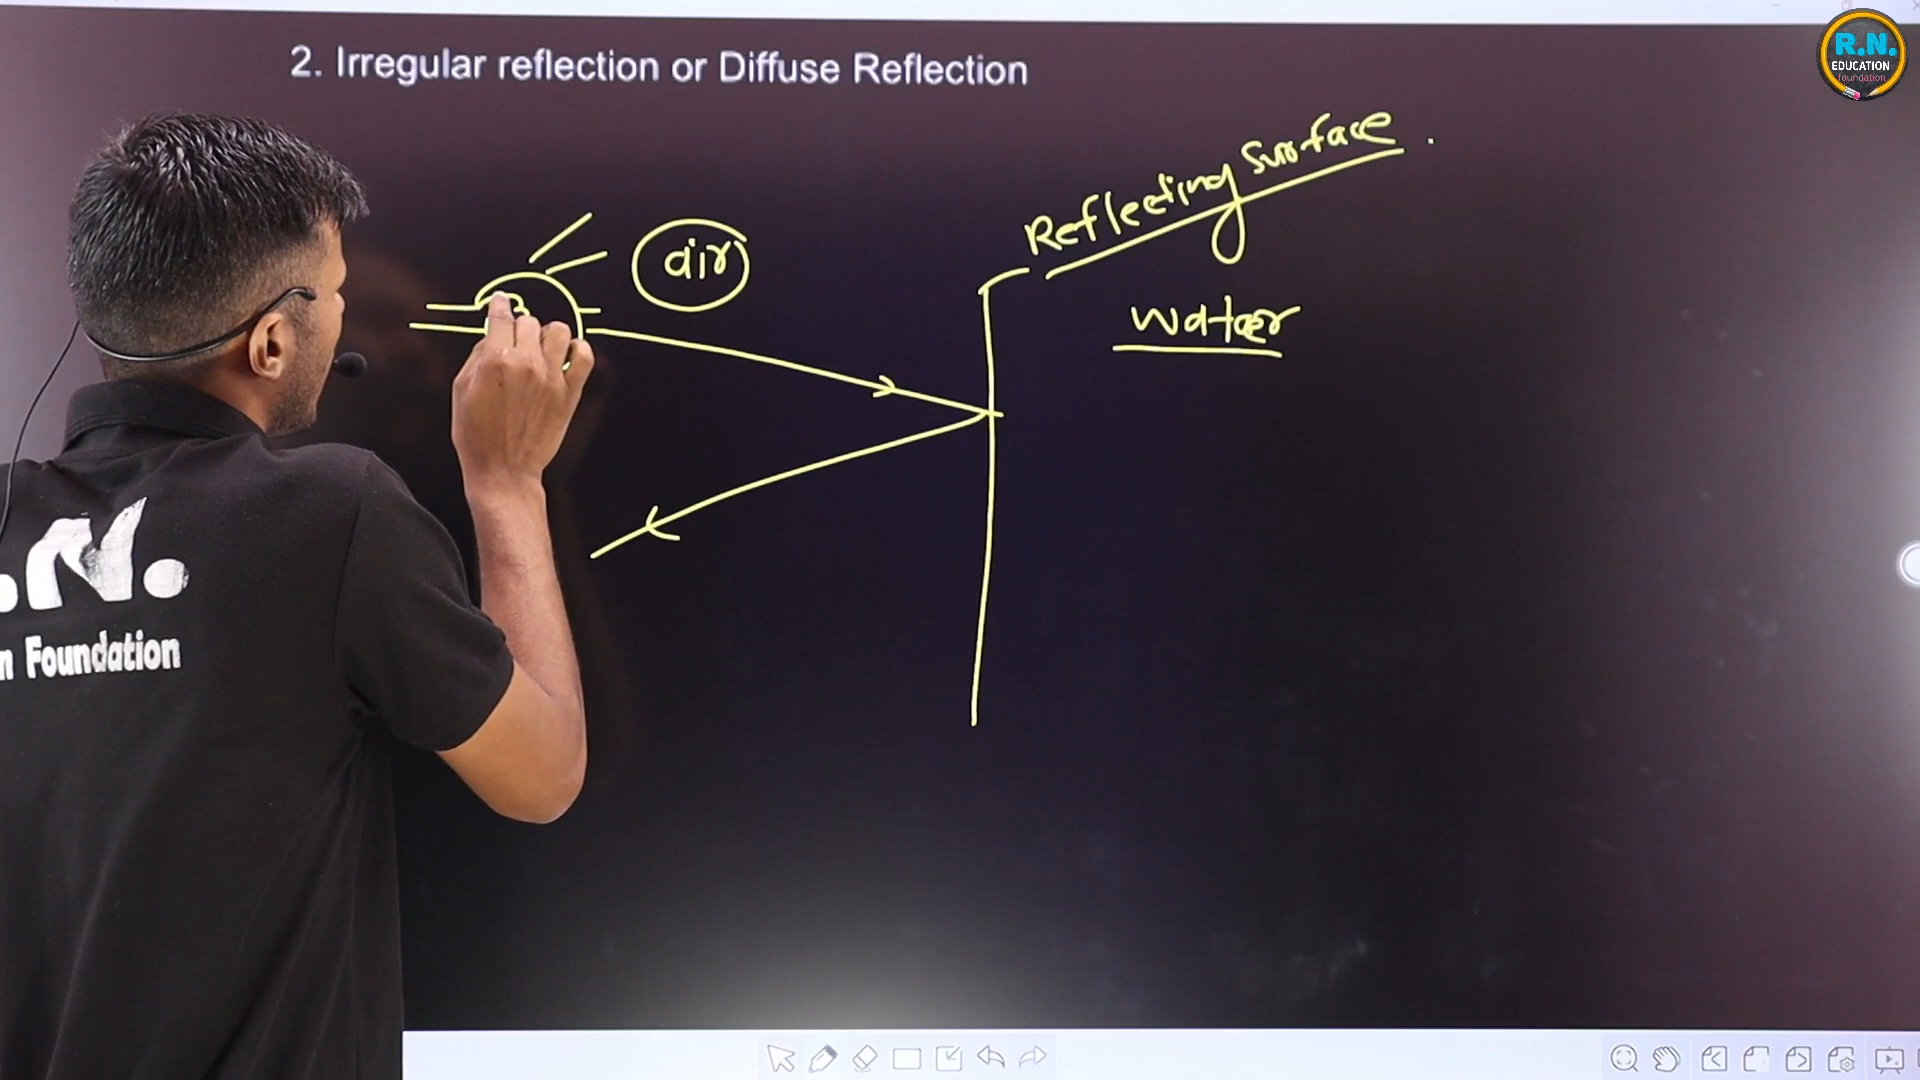 2. Irregular reflection or Diffuse Reflection
R.N.
EDUCATION
foundation
Reflecting Surface
air
water
.N.
n Foundation